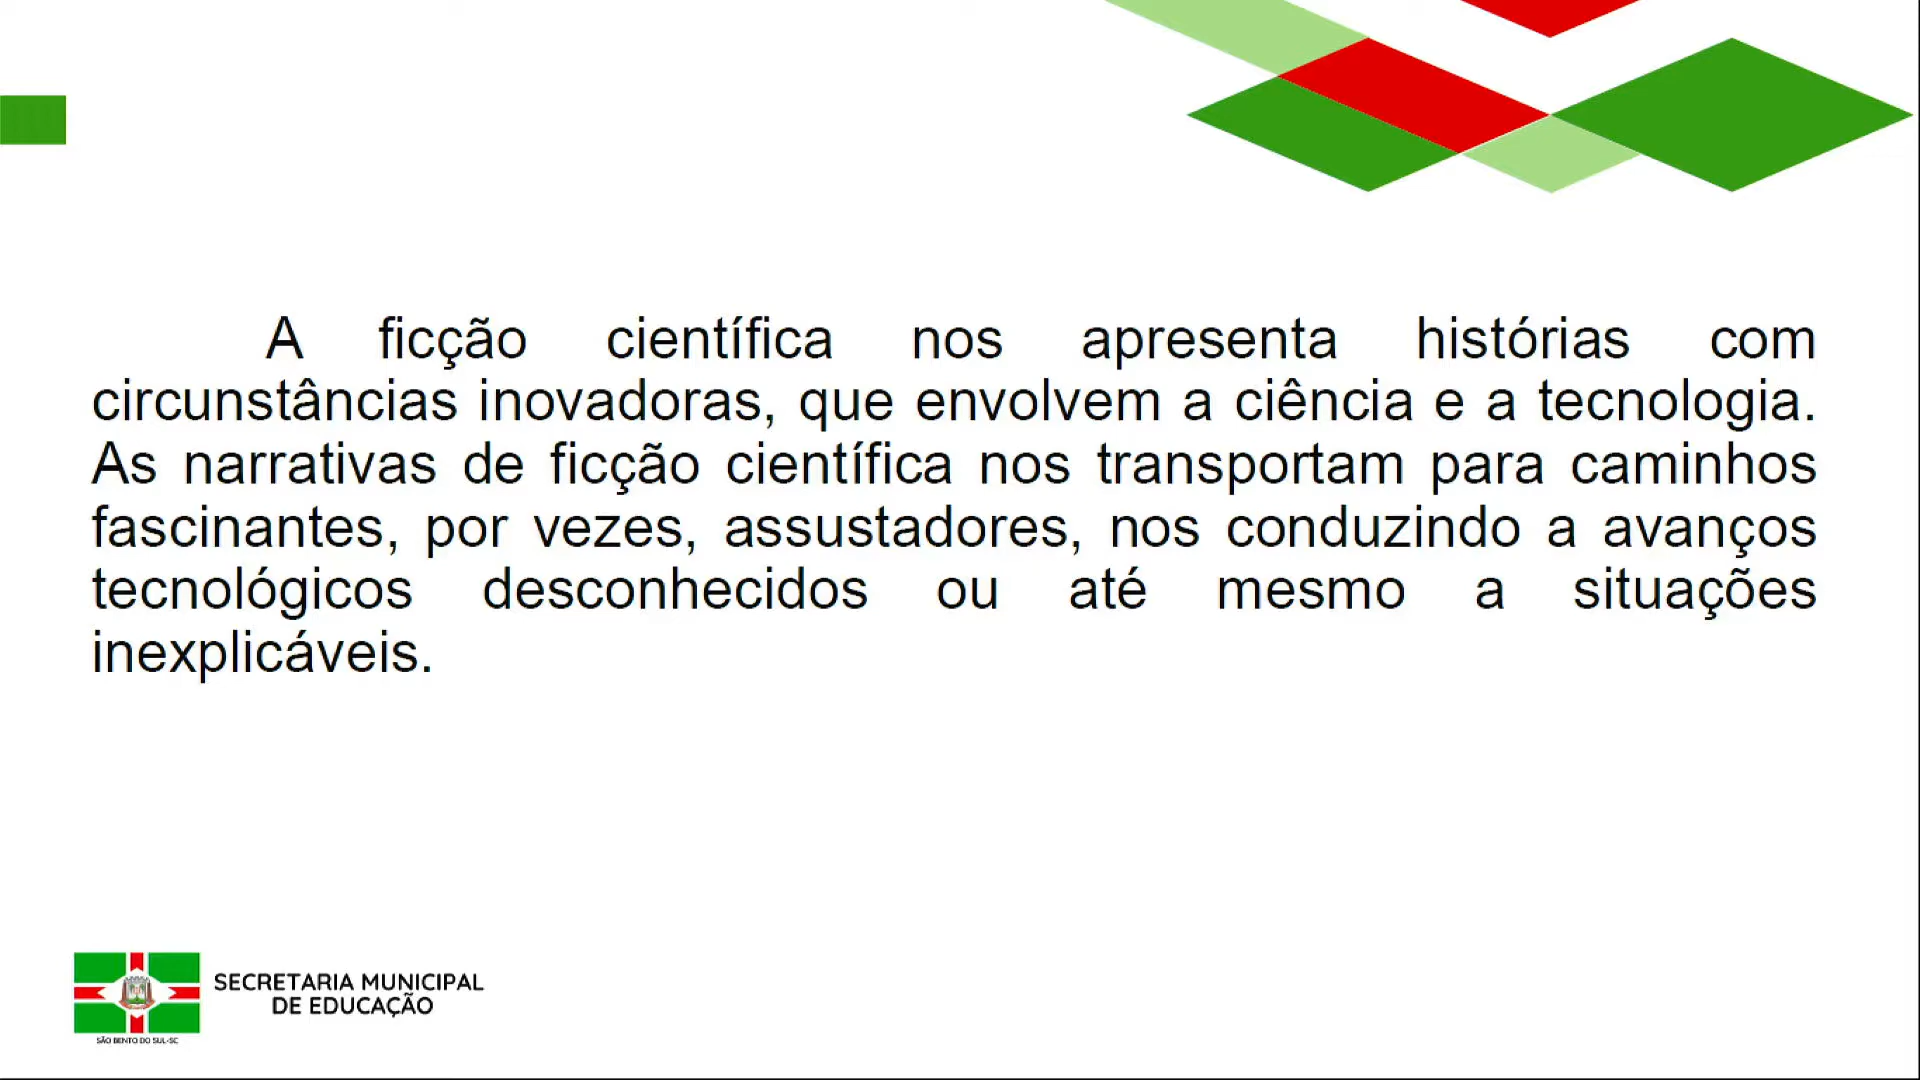 A ficção científica nos apresenta histórias com
circunstâncias inovadoras, que envolvem a ciência e a tecnologia.
As narrativas de ficção científica nos transportam para caminhos
fascinantes, por vezes, assustadores, nos conduzindo a avanços
tecnológicos desconhecidos ou até mesmo a situações
inexplicáveis.
SECRETARIA MUNICIPAL
DE EDUCAÇÃO
SÃO BENTO DO SUL-SC